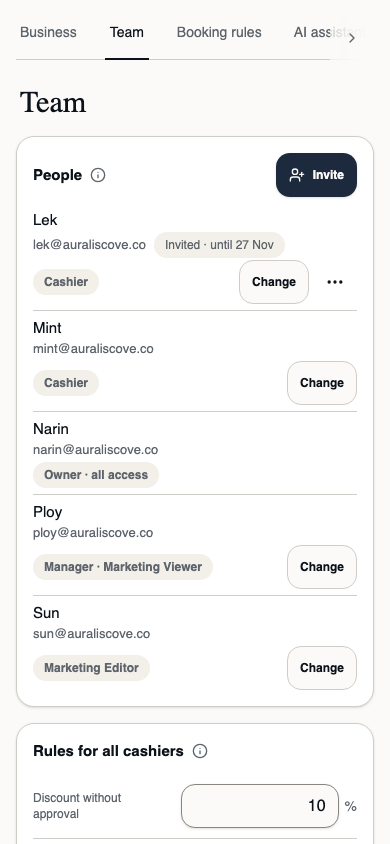 Business Team Booking rules AI assist
Team
People Invite
Lek
lek@auraliscove.co Invited · until 27 Nov
Cashier Change
Mint
mint@auraliscove.co
Cashier Change
Narin
narin@auraliscove.co
Owner · all access
Ploy
ploy@auraliscove.co
Manager · Marketing Viewer Change
Sun
sun@auraliscove.co
Marketing Editor Change
Rules for all cashiers
Discount without
approval 10 %